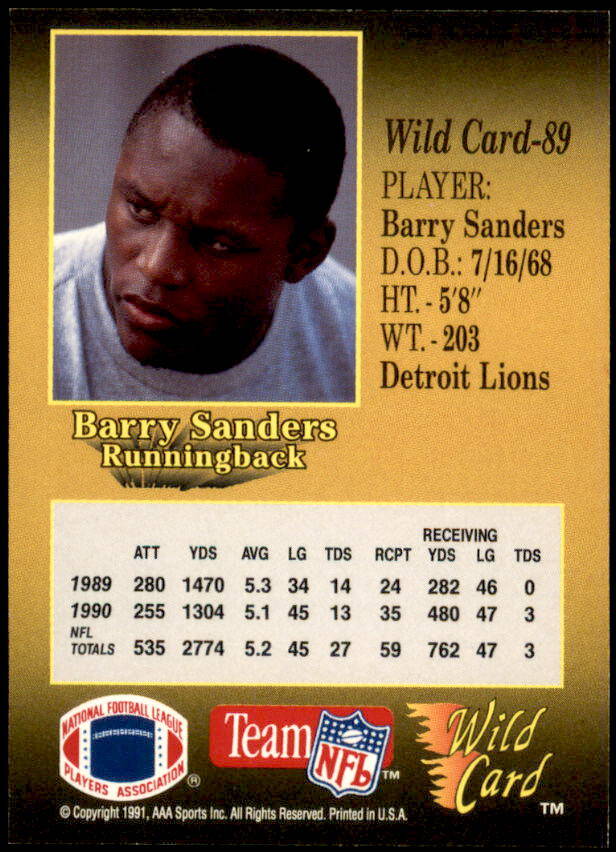 Wild Card-89
PLAYER:
Barry Sanders
D.O.B.: 7/16/68
HT. - 5'8"
WT. - 203
Detroit Lions
Barry Sanders
Runningback
RECEIVING
ATT YDS AVG LG TDS RCPT YDS LG TDS
1989 280 1470 5.3 34 14 24 282 46 0
1990 255 1304 5.1 45 13 35 480 47 3
NFL
TOTALS 535 2774 5.2 45 27 59 762 47 3
NATIONAL FOOTBALL LEAGUE
PLAYERS ASSOCIATION
®
Team NFL ™
Wild
Card
™
© Copyright 1991, AAA Sports Inc. All Rights Reserved. Printed in U.S.A.